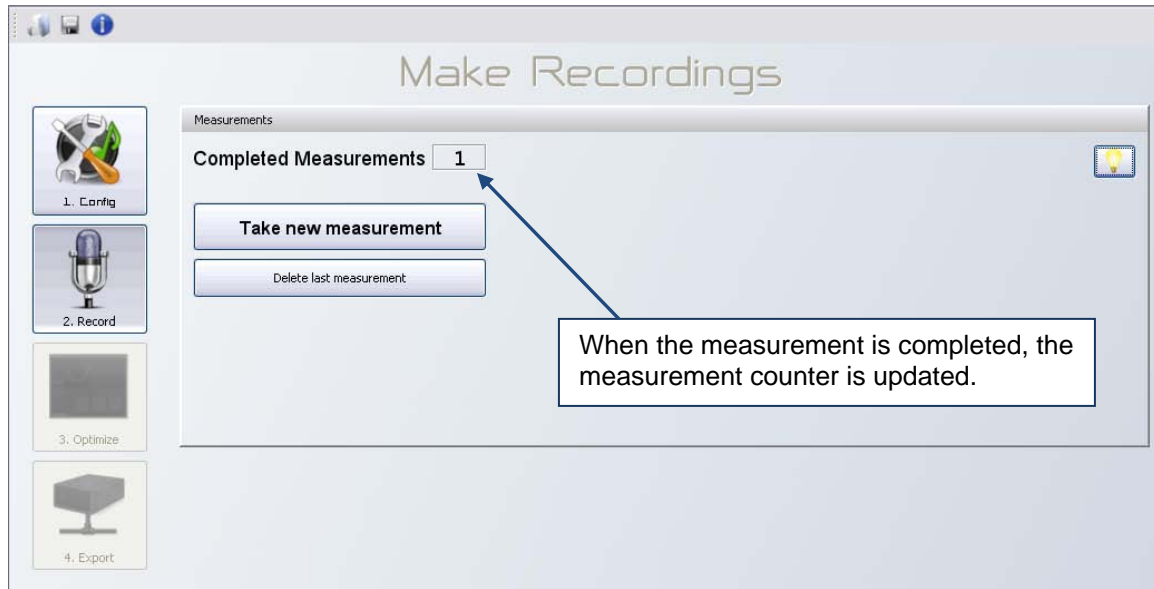 Make Recordings
Measurements
Completed Measurements 1
1. Config
Take new measurement
Delete last measurement
2. Record
When the measurement is completed, the
measurement counter is updated.
3. Optimize
4. Export